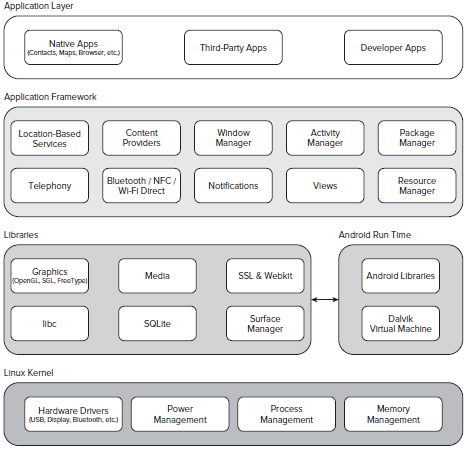 Application Layer
Native Apps
(Contacts, Maps, Browser, etc.)
Third-Party Apps
Developer Apps
Application Framework
Location-Based
Services
Content
Providers
Window
Manager
Activity
Manager
Package
Manager
Telephony
Bluetooth / NFC /
Wi-Fi Direct
Notifications
Views
Resource
Manager
Libraries
Graphics
(OpenGL, SGL, FreeType)
Media
SSL & Webkit
libc
SQLite
Surface
Manager
Android Run Time
Android Libraries
Dalvik
Virtual Machine
Linux Kernel
Hardware Drivers
(USB, Display, Bluetooth, etc.)
Power
Management
Process
Management
Memory
Management